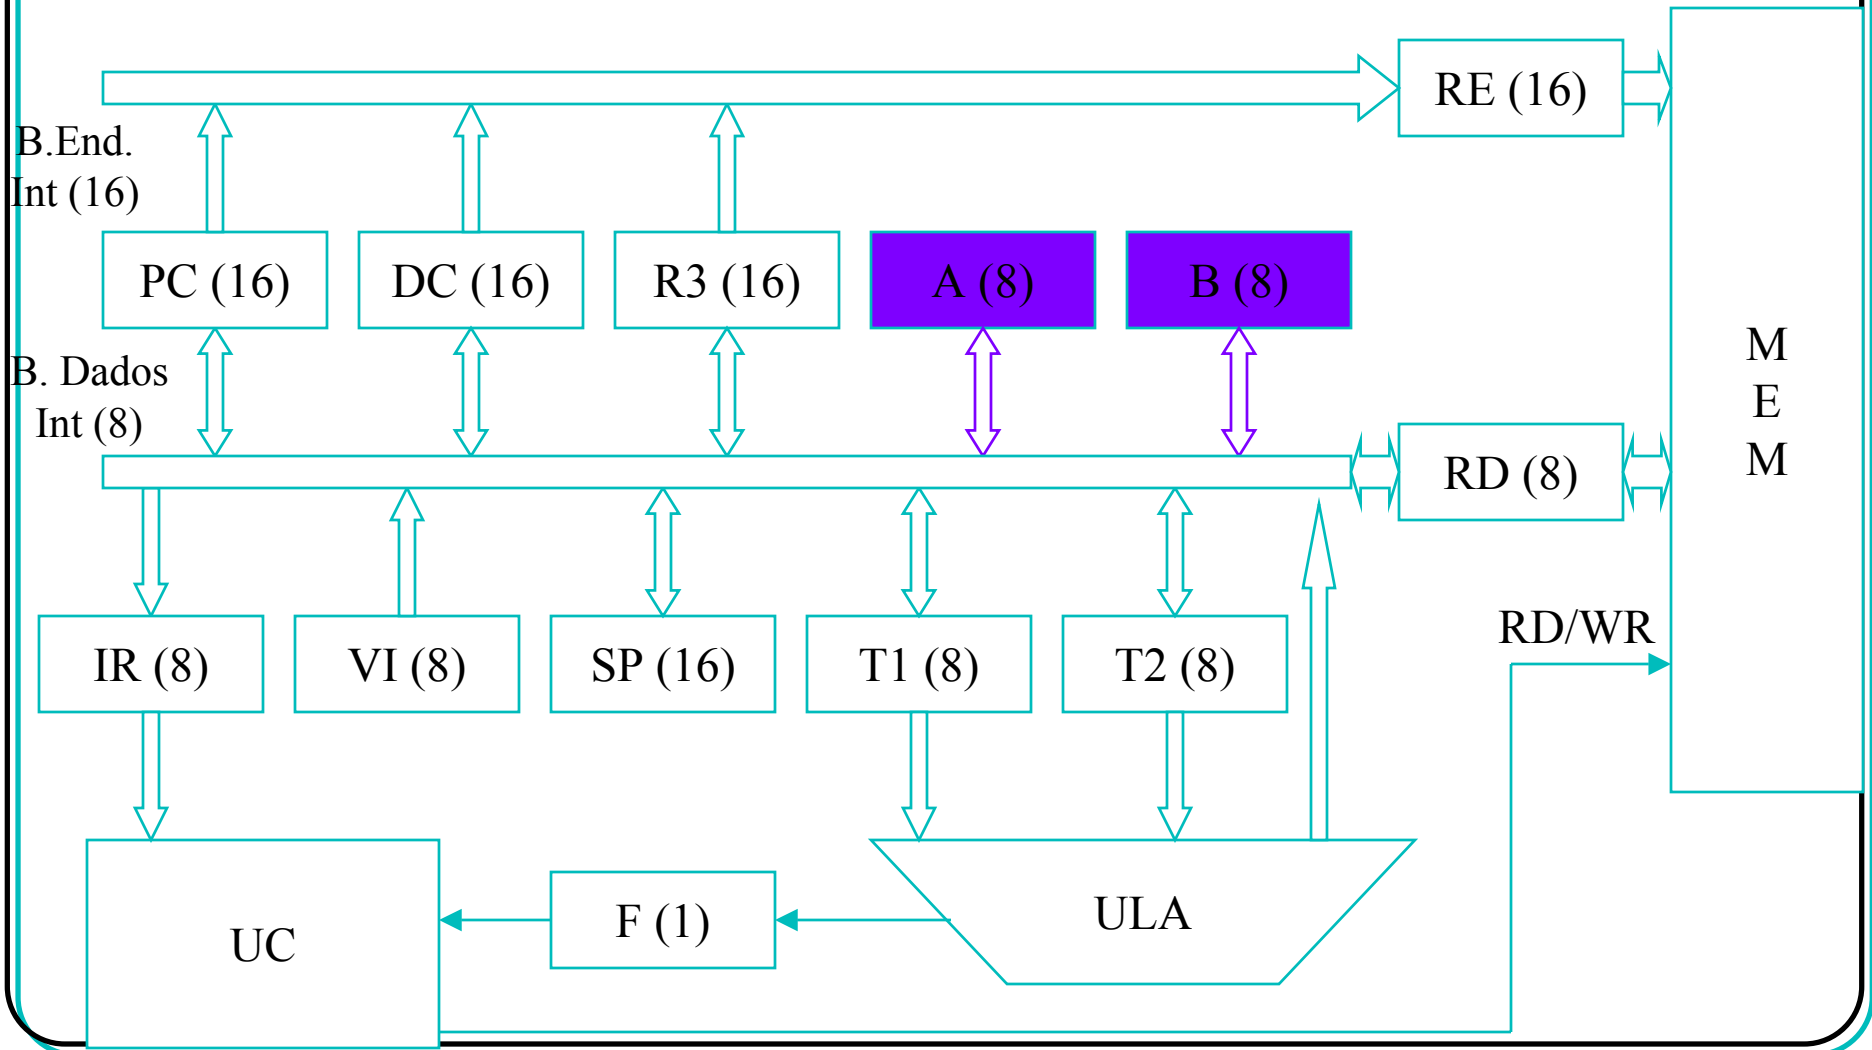 RE (16)
B.End.
Int (16)
PC (16)
DC (16)
R3 (16)
A (8)
B (8)
M
E
M
B. Dados
Int (8)
RD (8)
RD/WR
IR (8)
VI (8)
SP (16)
T1 (8)
T2 (8)
UC
F (1)
ULA